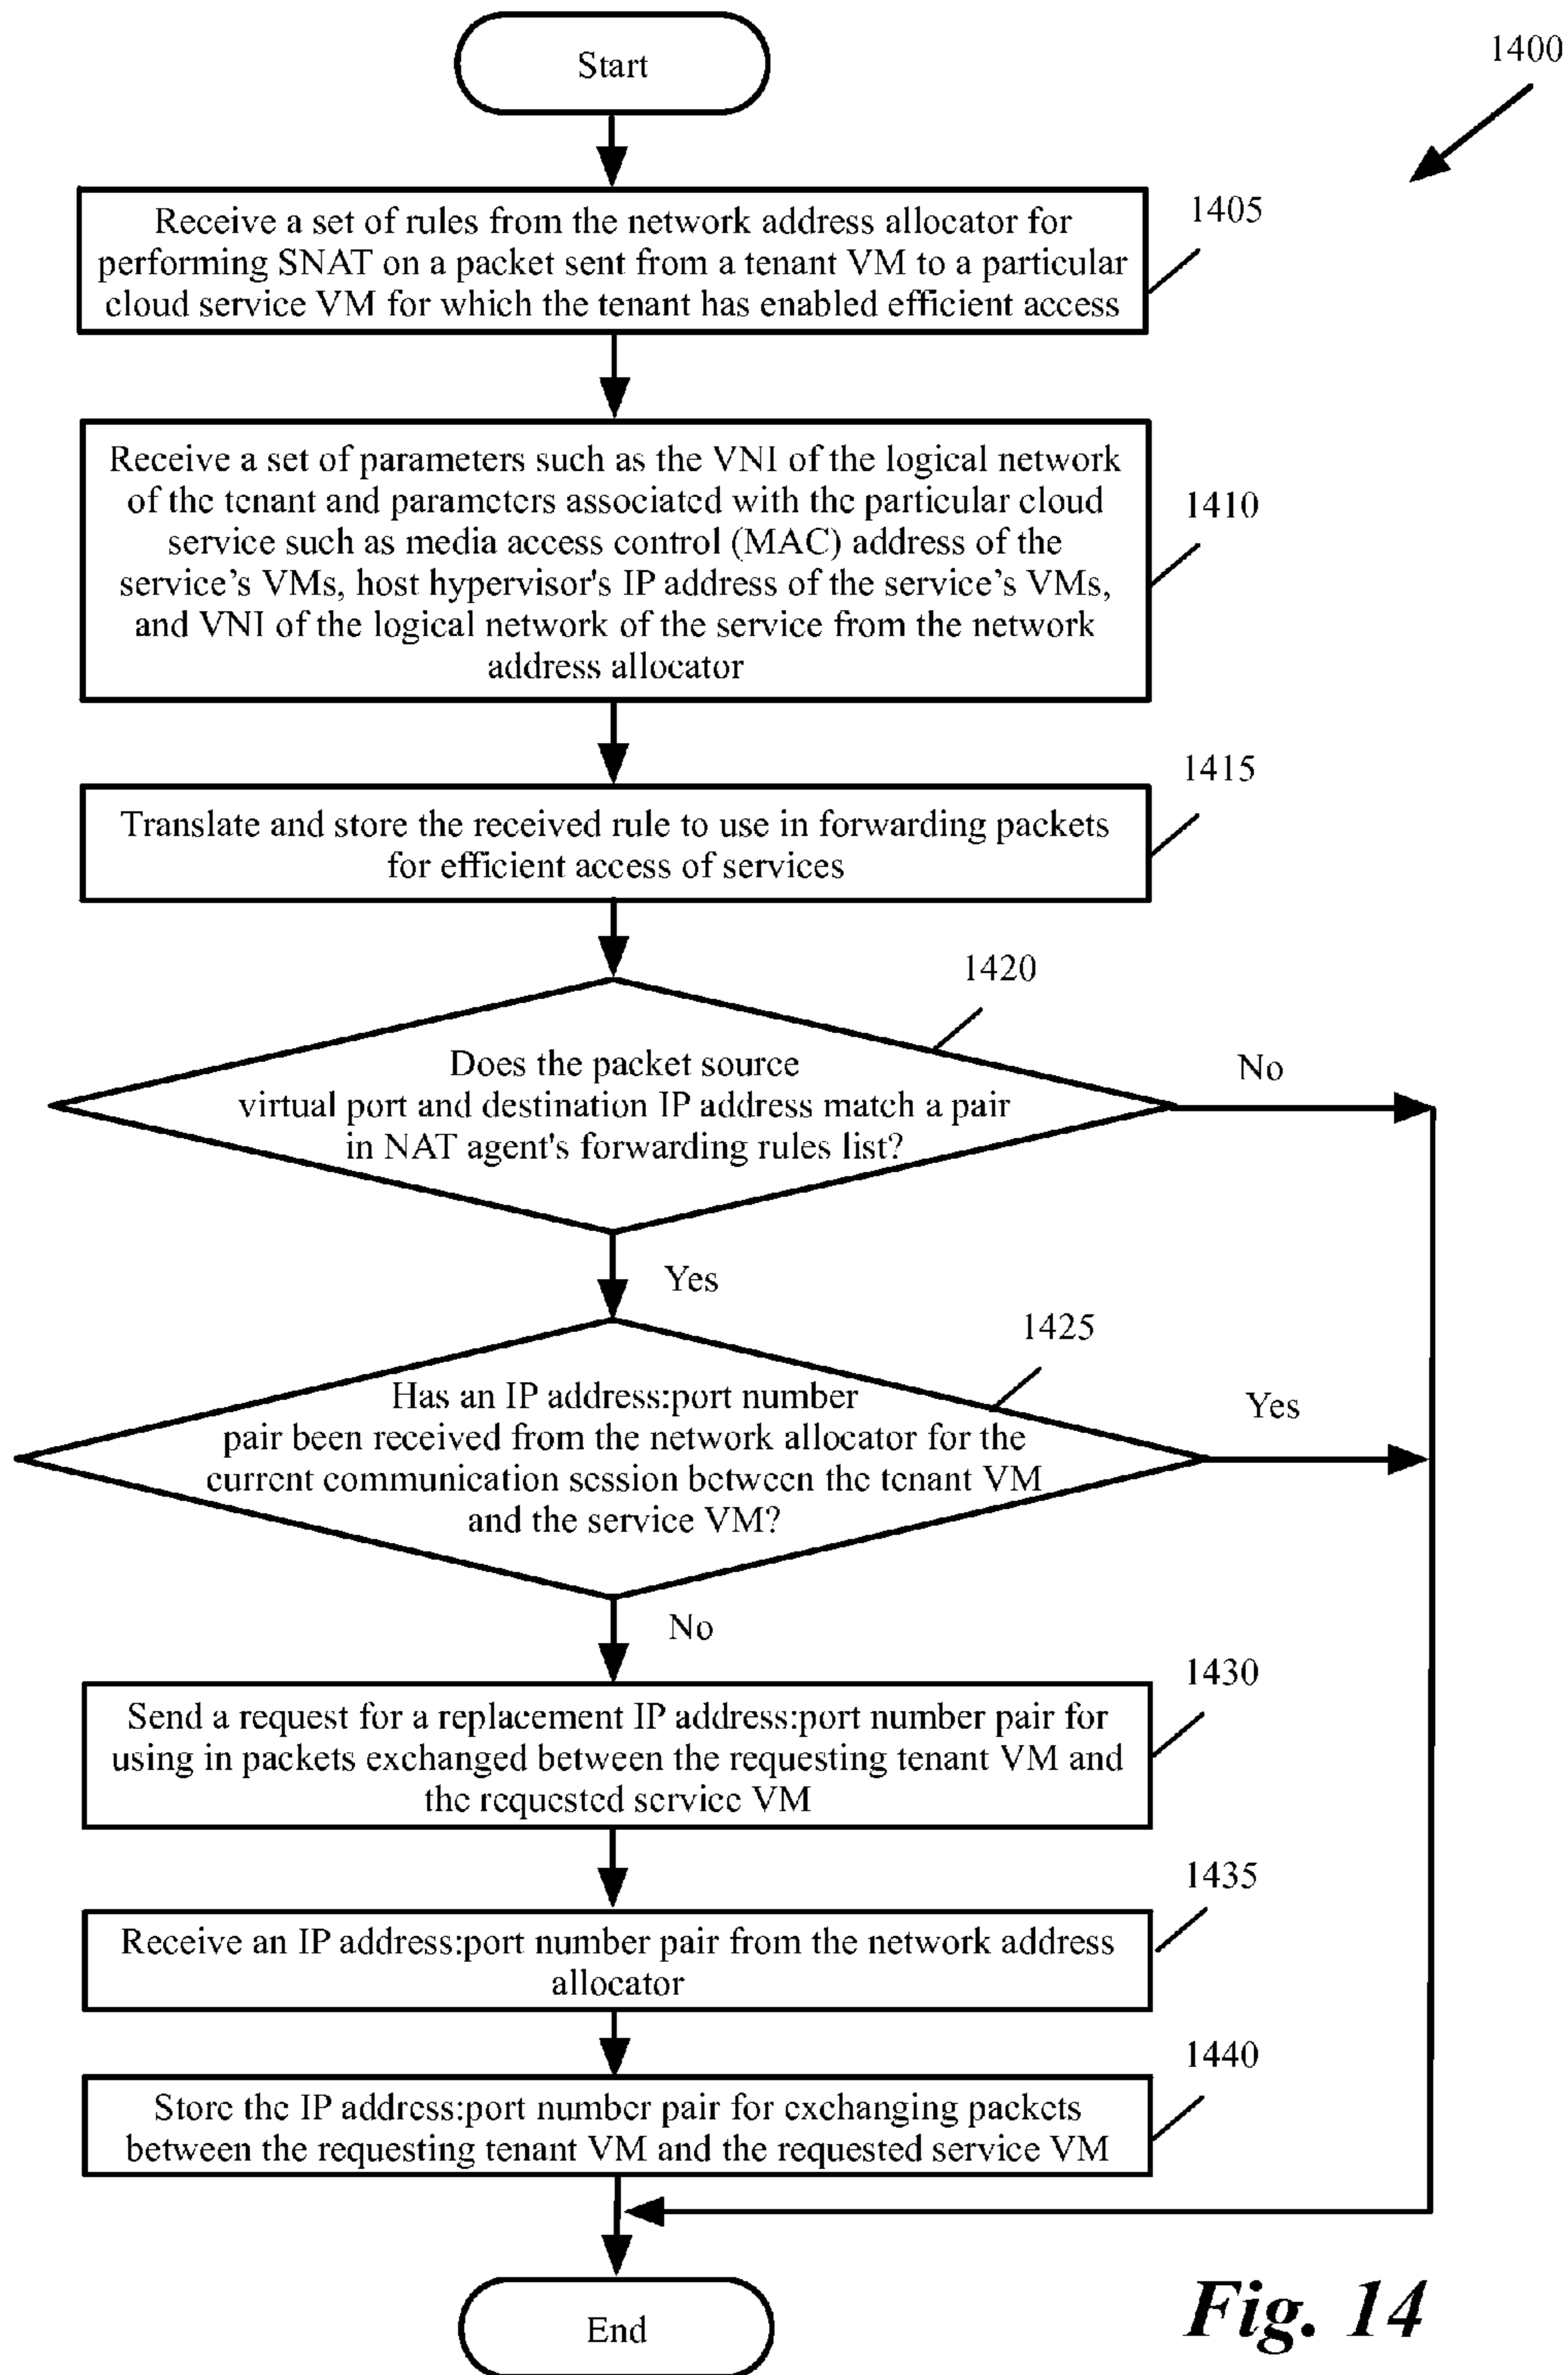 Start
1400
1405
Receive a set of rules from the network address allocator for
performing SNAT on a packet sent from a tenant VM to a particular
cloud service VM for which the tenant has enabled efficient access
Receive a set of parameters such as the VNI of the logical network
of the tenant and parameters associated with the particular cloud
service such as media access control (MAC) address of the
service’s VMs, host hypervisor's IP address of the service’s VMs,
and VNI of the logical network of the service from the network
address allocator
1410
1415
Translate and store the received rule to use in forwarding packets
for efficient access of services
1420
Does the packet source
virtual port and destination IP address match a pair
in NAT agent's forwarding rules list?
No
Yes
1425
Has an IP address:port number
pair been received from the network allocator for the
current communication session between the tenant VM
and the service VM?
Yes
No
1430
Send a request for a replacement IP address:port number pair for
using in packets exchanged between the requesting tenant VM and
the requested service VM
1435
Receive an IP address:port number pair from the network address
allocator
1440
Store the IP address:port number pair for exchanging packets
between the requesting tenant VM and the requested service VM
End
Fig. 14